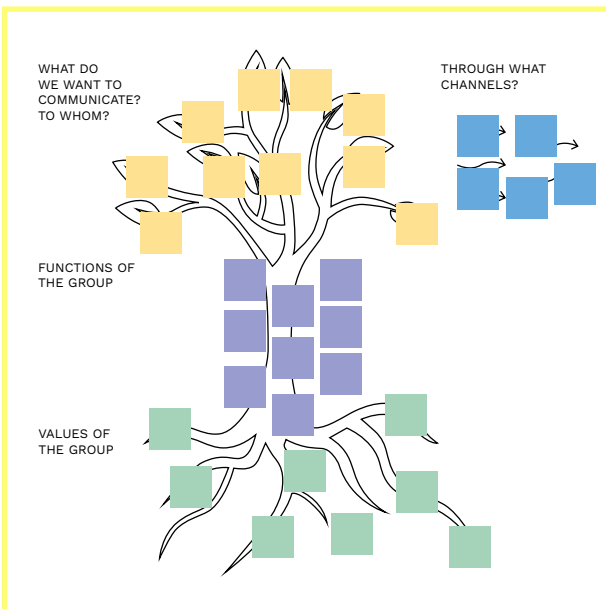 WHAT DO
WE WANT TO
COMMUNICATE?
TO WHOM?
THROUGH WHAT
CHANNELS?
FUNCTIONS OF
THE GROUP
VALUES OF
THE GROUP